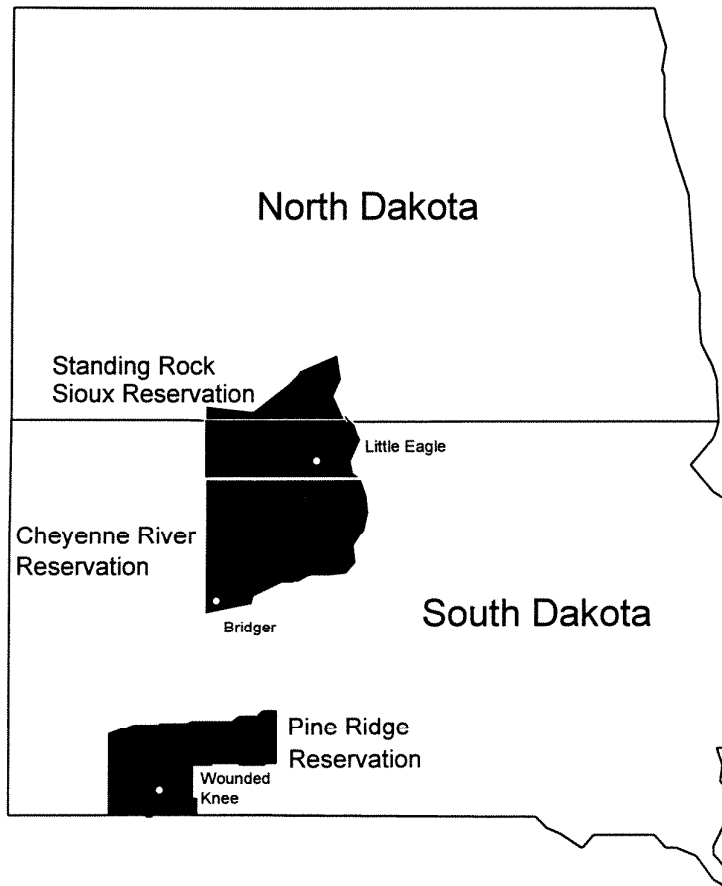 North Dakota
Standing Rock
Sioux Reservation
Little Eagle
Cheyenne River
Reservation
Bridger
South Dakota
Pine Ridge
Reservation
Wounded
Knee